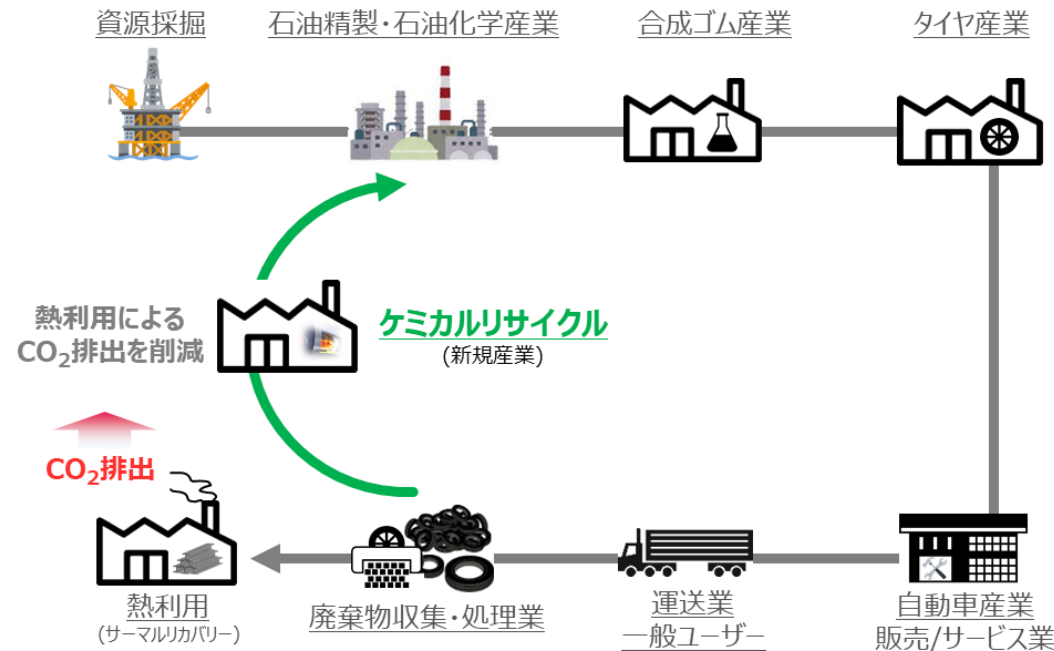 資源採掘
石油精製・石油化学産業
合成ゴム産業
タイヤ産業
熱利用による
CO₂排出を削減
ケミカルリサイクル
(新規産業)
CO₂排出
熱利用
(サーマルリカバリー)
廃棄物収集・処理業
運送業
一般ユーザー
自動車産業
販売/サービス業